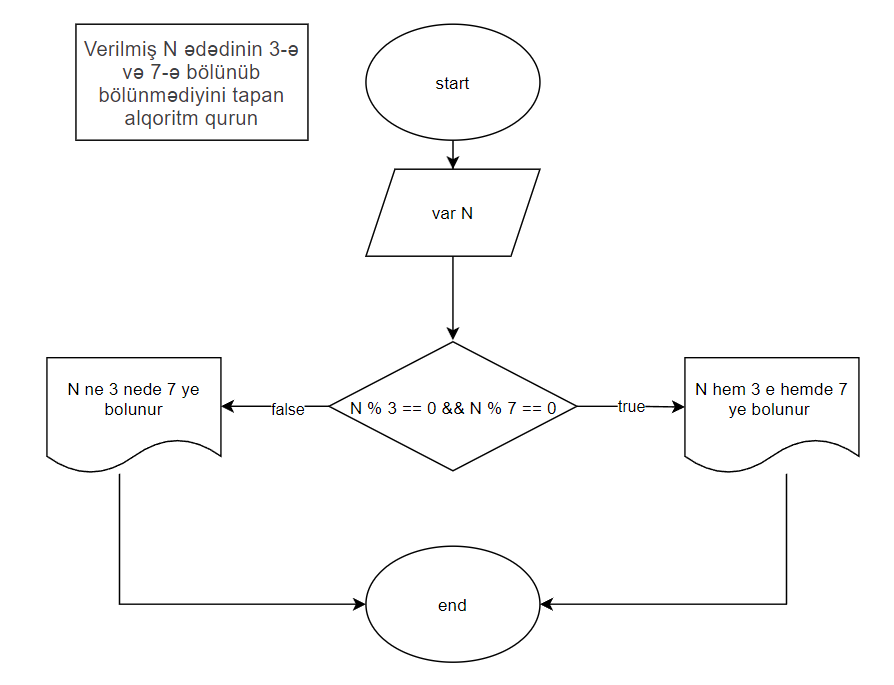 Verilmiş N ədədinin 3-ə
və 7-ə bölünüb
bölünmədiyini tapan
alqoritm qurun
start
var N
N % 3 == 0 && N % 7 == 0
false
true
N ne 3 nede 7 ye
bolunur
N hem 3 e hemde 7
ye bolunur
end